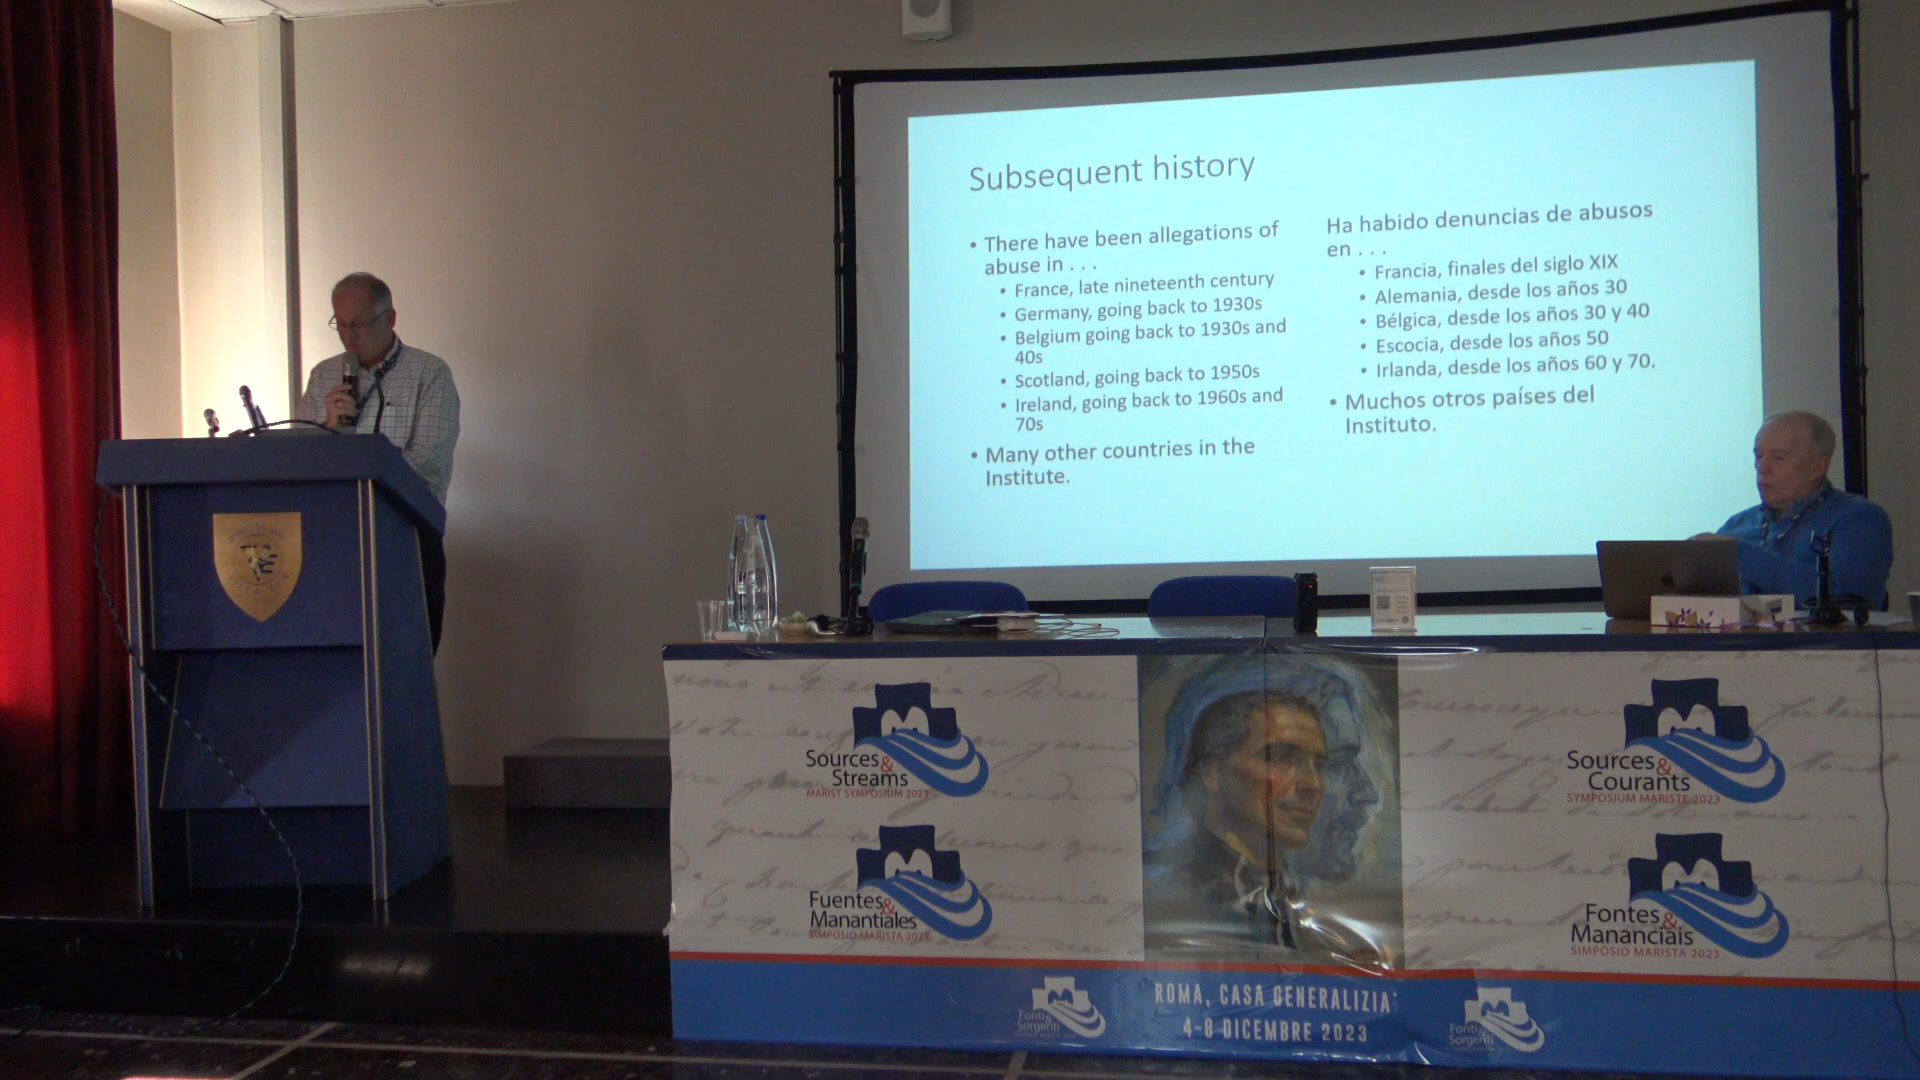 Subsequent history
• There have been allegations of
abuse in . . .
• France, late nineteenth century
• Germany, going back to 1930s
• Belgium going back to 1930s and
40s
• Scotland, going back to 1950s
• Ireland, going back to 1960s and
70s
• Many other countries in the
Institute.
Ha habido denuncias de abusos
en . . .
• Francia, finales del siglo XIX
• Alemania, desde los años 30
• Bélgica, desde los años 30 y 40
• Escocia, desde los años 50
• Irlanda, desde los años 60 y 70.
• Muchos otros países del
Instituto.
Sources&
Streams
MARIST SYMPOSIUM 2023
Fuentes&
Manantiales
SIMPOSIO MARISTA 2023
Sources&
Courants
SYMPOSIUM MARISTE 2023
Fontes&
Mananciais
SIMPÓSIO MARISTA 2023
Fonti&
Sorgenti
ROMA, CASA GENERALIZIA
4-8 DICEMBRE 2023
Fonti&
Sorgenti